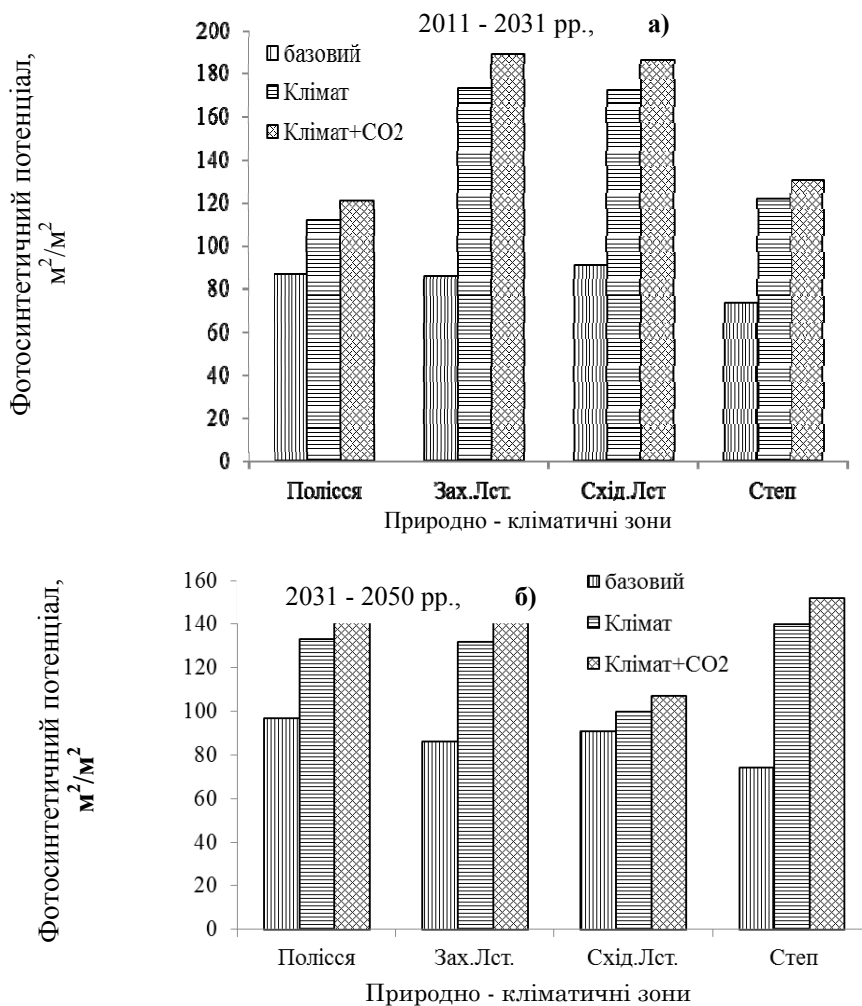 2011 - 2031 рр., а)
Фотосинтетичний потенціал,
м²/м²
200
180
160
140
120
100
80
60
40
20
0
базовий
Клімат
Клімат+СО2
Полісся Зах.Лст. Схід.Лст Степ
Природно - кліматичні зони
2031 - 2050 рр., б)
Фотосинтетичний потенціал,
м²/м²
160
140
120
100
80
60
40
20
0
базовий
Клімат
Клімат+СО2
Полісся Зах.Лст. Схід.Лст. Степ
Природно - кліматичні зони